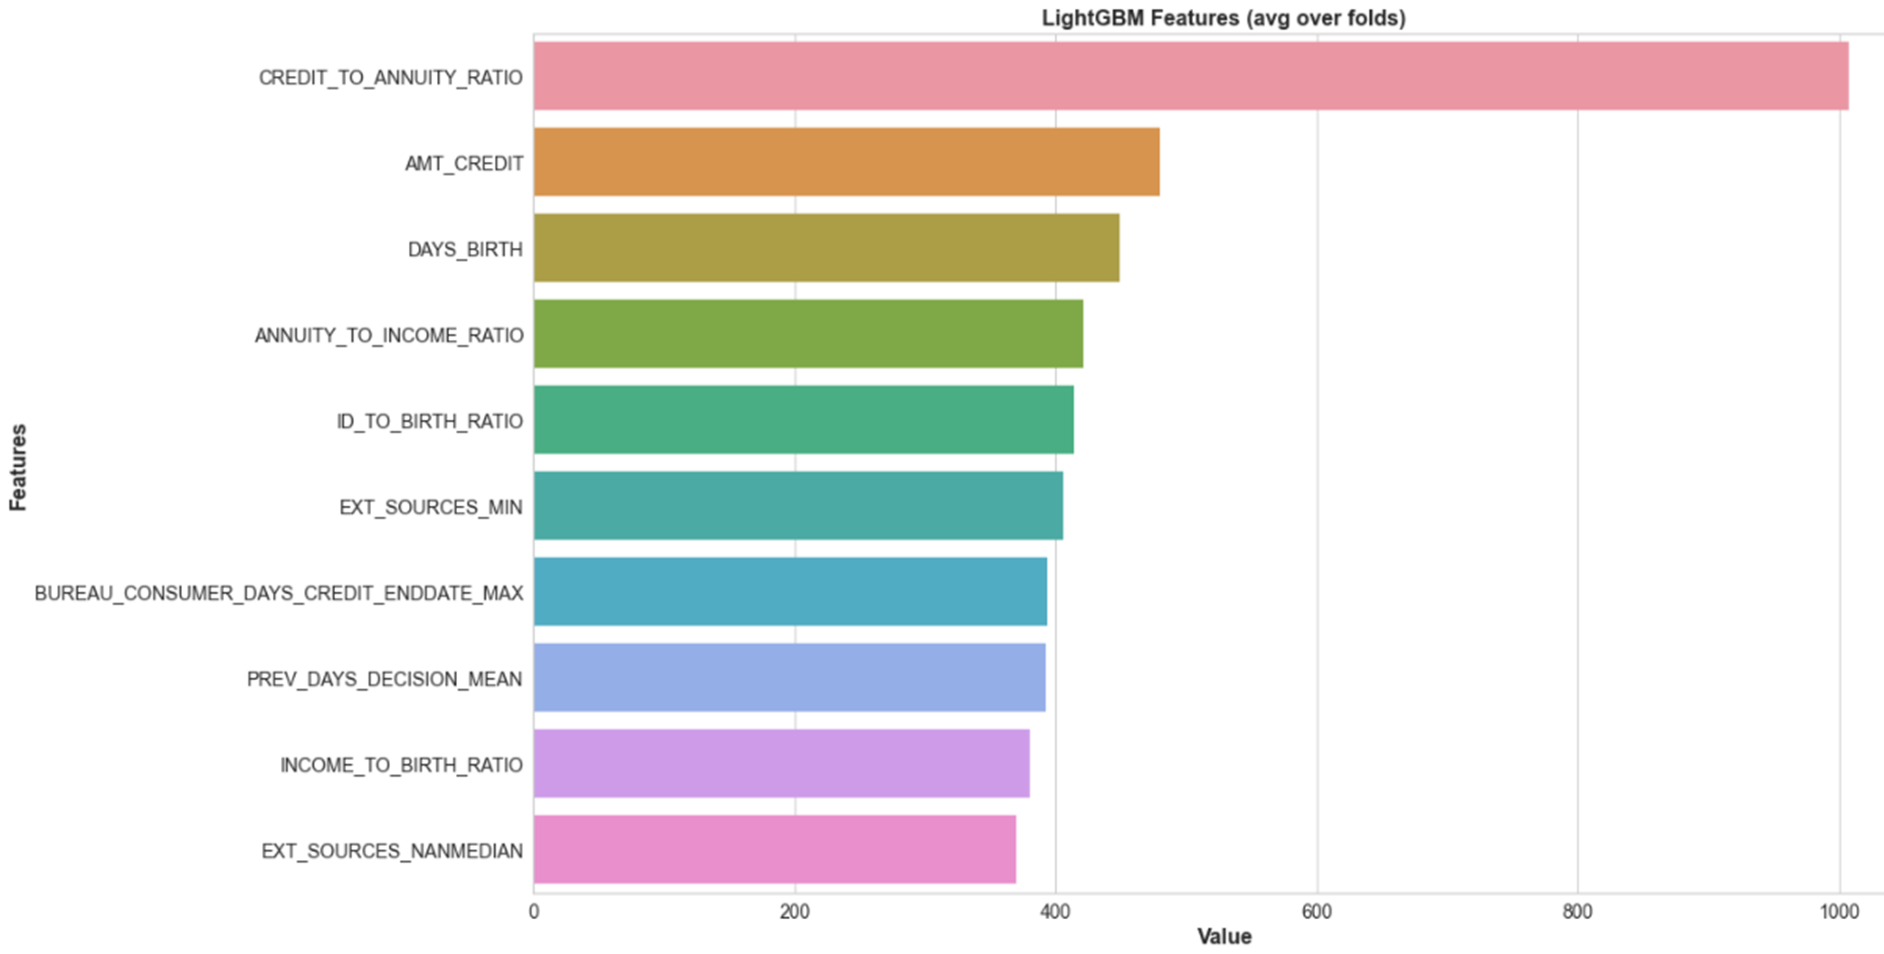 LightGBM Features (avg over folds)
CREDIT_TO_ANNUITY_RATIO
AMT_CREDIT
DAYS_BIRTH
ANNUITY_TO_INCOME_RATIO
ID_TO_BIRTH_RATIO
EXT_SOURCES_MIN
BUREAU_CONSUMER_DAYS_CREDIT_ENDDATE_MAX
PREV_DAYS_DECISION_MEAN
INCOME_TO_BIRTH_RATIO
EXT_SOURCES_NANMEDIAN
Features
0 200 400 600 800 1000
Value